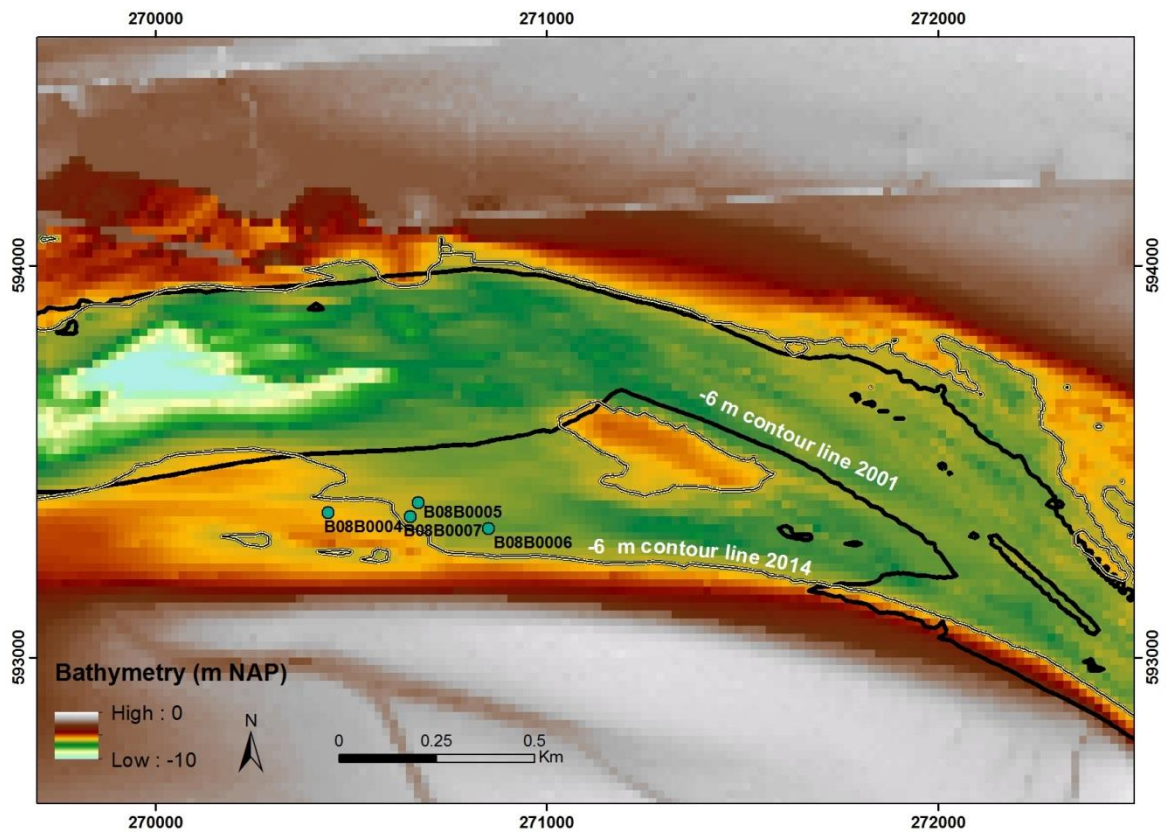 270000 271000 272000
594000 594000
-6 m contour line 2001
B08B0005
B08B0004 B08B0007
B08B0006
-6 m contour line 2014
593000 593000
Bathymetry (m NAP)
High : 0
Low : -10
N
0 0.25 0.5
Km
270000 271000 272000